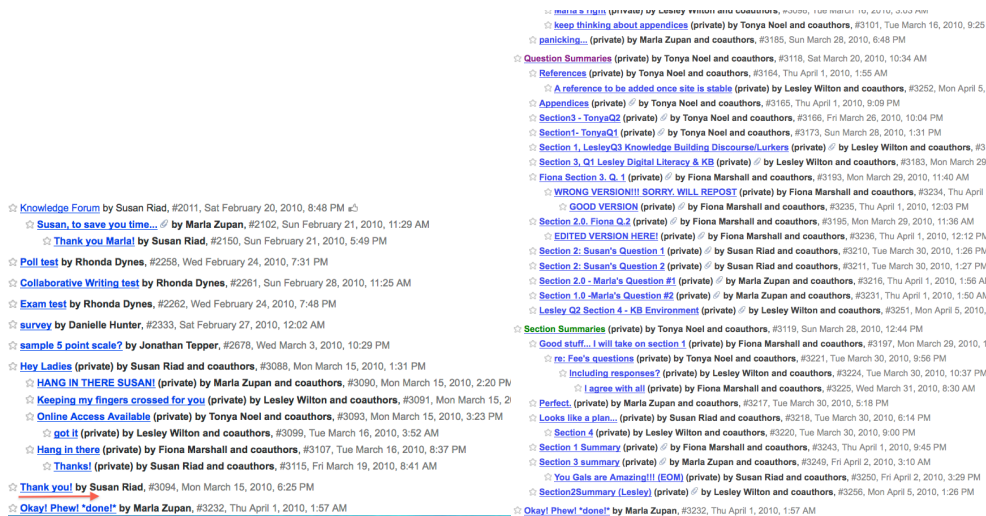 Knowledge Forum by Susan Riad, #2011, Sat February 20, 2010, 8:48 PM
Susan, to save you time... by Marla Zupan, #2102, Sun February 21, 2010, 11:29 AM
Thank you Marla! by Susan Riad, #2150, Sun February 21, 2010, 5:49 PM
Poll test by Rhonda Dynes, #2258, Wed February 24, 2010, 7:31 PM
Collaborative Writing test by Rhonda Dynes, #2261, Sun February 28, 2010, 11:25 AM
Exam test by Rhonda Dynes, #2262, Wed February 24, 2010, 7:48 PM
survey by Danielle Hunter, #2333, Sat February 27, 2010, 12:02 AM
sample 5 point scale? by Jonathan Tepper, #2678, Wed March 3, 2010, 10:29 PM
Hey Ladies (private) by Susan Riad and coauthors, #3088, Mon March 15, 2010, 1:31 PM
HANG IN THERE SUSAN! (private) by Marla Zupan and coauthors, #3090, Mon March 15, 2010, 2:20 PM
Keeping my fingers crossed for you (private) by Lesley Wilton and coauthors, #3091, Mon March 15, 20
Online Access Available (private) by Tonya Noel and coauthors, #3093, Mon March 15, 2010, 3:23 PM
got it (private) by Lesley Wilton and coauthors, #3099, Tue March 16, 2010, 3:52 AM
Hang in there (private) by Fiona Marshall and coauthors, #3107, Tue March 16, 2010, 8:37 PM
Thanks! (private) by Susan Riad and coauthors, #3115, Fri March 19, 2010, 8:41 AM
Thank you! by Susan Riad, #3094, Mon March 15, 2010, 6:25 PM
Okay! Phew! *done!* by Marla Zupan, #3232, Thu April 1, 2010, 1:57 AM
Marla's right (private) by Lesley Wilton and coauthors, #3098, Tue March 16, 2010, 3:03 AM
keep thinking about appendices (private) by Tonya Noel and coauthors, #3101, Tue March 16, 2010, 9:25
panicking... (private) by Marla Zupan and coauthors, #3185, Sun March 28, 2010, 6:48 PM
Question Summaries (private) by Tonya Noel and coauthors, #3118, Sat March 20, 2010, 10:34 AM
References (private) by Tonya Noel and coauthors, #3164, Thu April 1, 2010, 1:55 AM
A reference to be added once site is stable (private) by Lesley Wilton and coauthors, #3252, Mon April 5,
Appendices (private) by Tonya Noel and coauthors, #3165, Thu April 1, 2010, 9:09 PM
Section3 - TonyaQ2 (private) by Tonya Noel and coauthors, #3166, Fri March 26, 2010, 10:04 PM
Section1- TonyaQ1 (private) by Tonya Noel and coauthors, #3173, Sun March 28, 2010, 1:31 PM
Section 1, LesleyQ3 Knowledge Building Discourse/Lurkers (private) by Lesley Wilton and coauthors, #3
Section 3, Q1 Lesley Digital Literacy & KB (private) by Lesley Wilton and coauthors, #3183, Mon March 29
Fiona Section 3. Q. 1 (private) by Fiona Marshall and coauthors, #3193, Mon March 29, 2010, 11:40 AM
WRONG VERSION!!! SORRY. WILL REPOST (private) by Fiona Marshall and coauthors, #3234, Thu April
GOOD VERSION (private) by Fiona Marshall and coauthors, #3235, Thu April 1, 2010, 12:03 PM
Section 2.0. Fiona Q.2 (private) by Fiona Marshall and coauthors, #3195, Mon March 29, 2010, 11:36 AM
EDITED VERSION HERE! (private) by Fiona Marshall and coauthors, #3236, Thu April 1, 2010, 12:12 PM
Section 2: Susan's Question 1 (private) by Susan Riad and coauthors, #3210, Tue March 30, 2010, 1:26 PM
Section 2: Susan's Question 2 (private) by Susan Riad and coauthors, #3211, Tue March 30, 2010, 1:27 PM
Section 2.0 - Marla's Question #1 (private) by Marla Zupan and coauthors, #3216, Thu April 1, 2010, 1:56 AM
Section 1.0 -Marla's Question #2 (private) by Marla Zupan and coauthors, #3231, Thu April 1, 2010, 1:50 AM
Lesley Q2 Section 4 - KB Environment (private) by Lesley Wilton and coauthors, #3251, Mon April 5, 2010,
Section Summaries (private) by Tonya Noel and coauthors, #3119, Sun March 28, 2010, 12:44 PM
Good stuff... I will take on section 1 (private) by Fiona Marshall and coauthors, #3197, Mon March 29, 2010, 1
re: Fee's questions (private) by Tonya Noel and coauthors, #3221, Tue March 30, 2010, 9:56 PM
Including responses? (private) by Lesley Wilton and coauthors, #3224, Tue March 30, 2010, 10:37 PM
I agree with all (private) by Fiona Marshall and coauthors, #3225, Wed March 31, 2010, 8:30 AM
Perfect. (private) by Marla Zupan and coauthors, #3217, Tue March 30, 2010, 5:18 PM
Looks like a plan... (private) by Susan Riad and coauthors, #3218, Tue March 30, 2010, 6:14 PM
Section 4 (private) by Lesley Wilton and coauthors, #3220, Tue March 30, 2010, 9:00 PM
Section 1 Summary (private) by Fiona Marshall and coauthors, #3243, Thu April 1, 2010, 9:45 PM
Section 3 summary (private) by Marla Zupan and coauthors, #3249, Fri April 2, 2010, 3:10 AM
You Gals are Amazing!!! (EOM) (private) by Susan Riad and coauthors, #3250, Fri April 2, 2010, 3:29 PM
Section2Summary (Lesley) (private) by Lesley Wilton and coauthors, #3256, Mon April 5, 2010, 1:26 PM
Okay! Phew! *done!* by Marla Zupan, #3232, Thu April 1, 2010, 1:57 AM